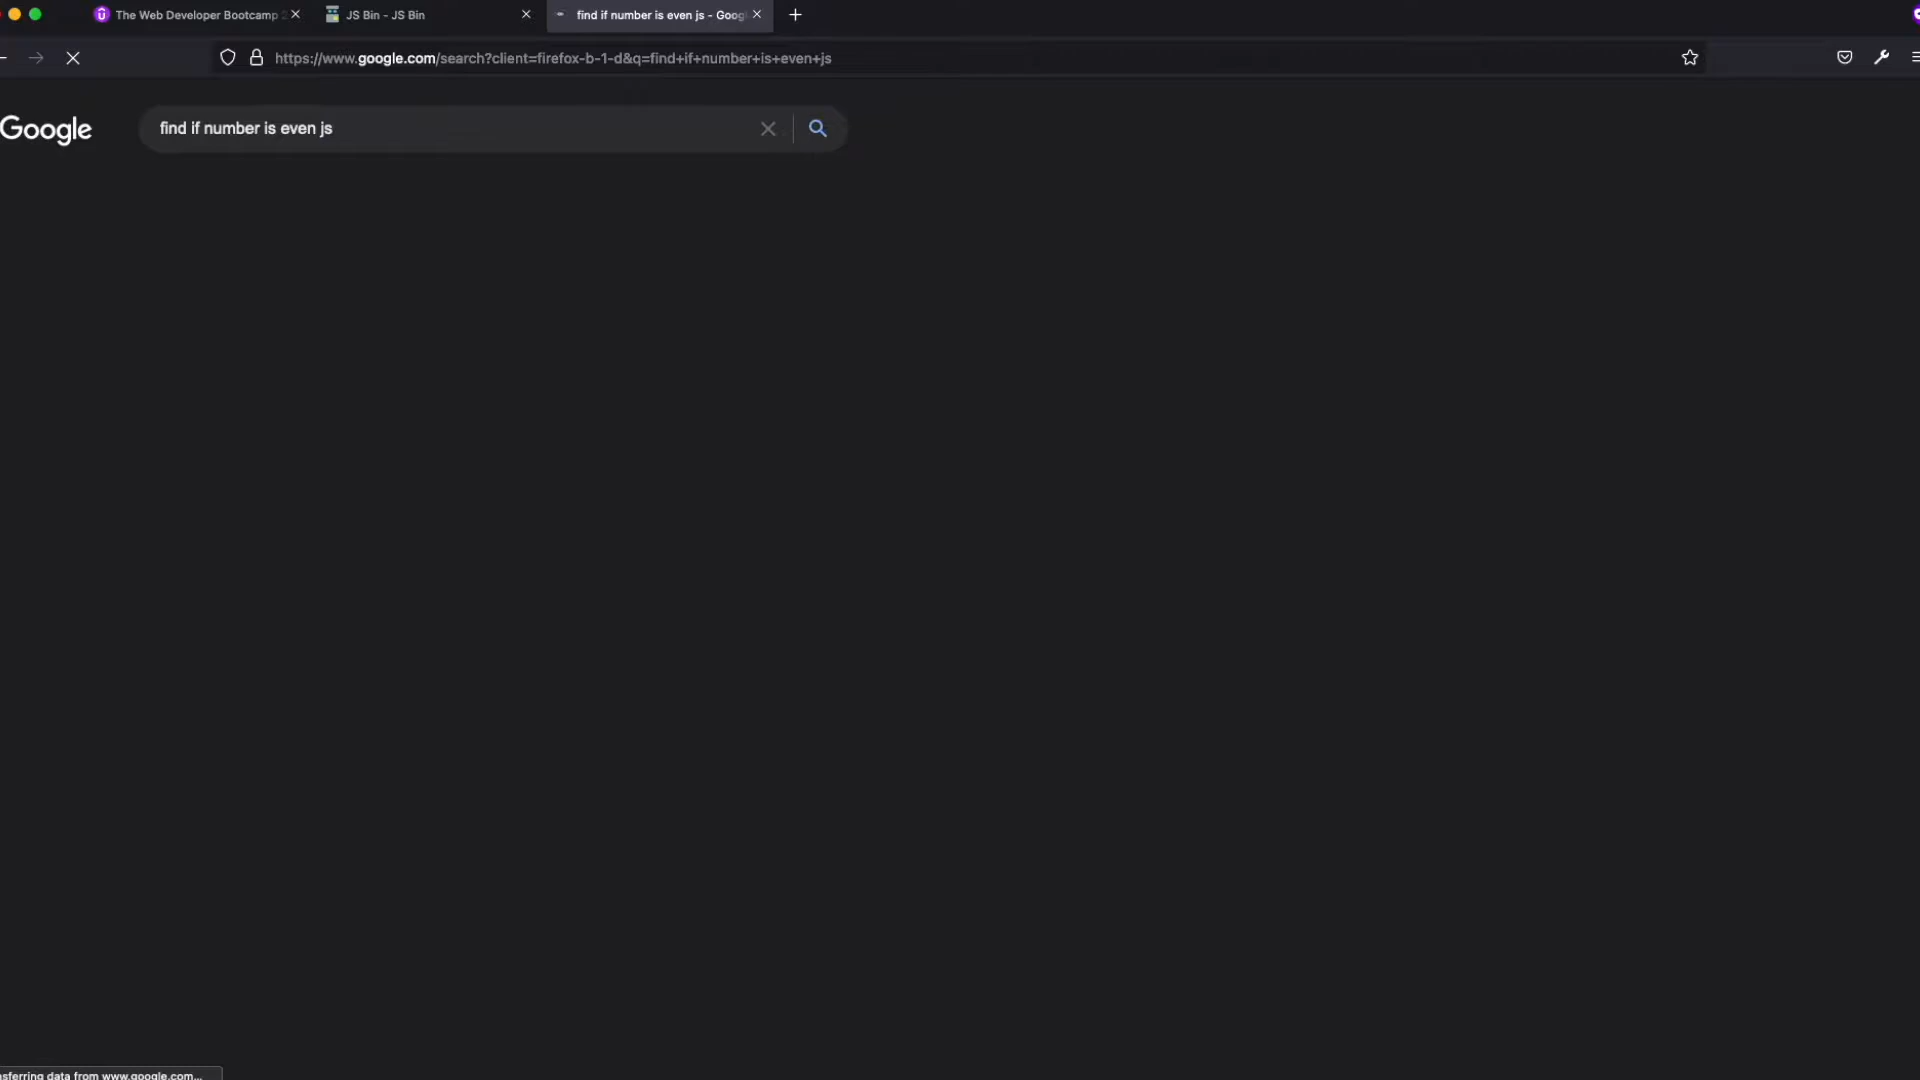 The Web Developer Bootcamp
JS Bin - JS Bin
find if number is even js - Goog
https://www.google.com/search?client=firefox-b-1-d&q=find+if+number+is+even+js
Google
find if number is even js
sferring data from www.google.com...